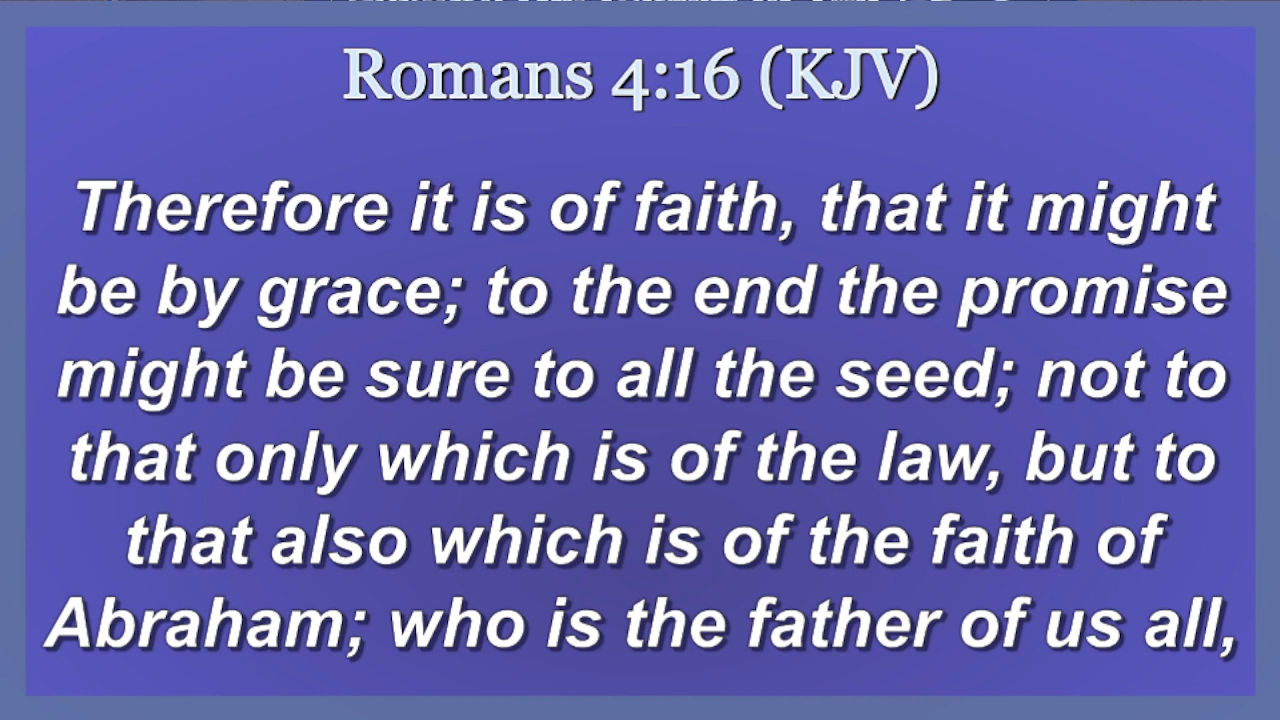 Romans 4:16 (KJV)
Therefore it is of faith, that it might
be by grace; to the end the promise
might be sure to all the seed; not to
that only which is of the law, but to
that also which is of the faith of
Abraham; who is the father of us all,